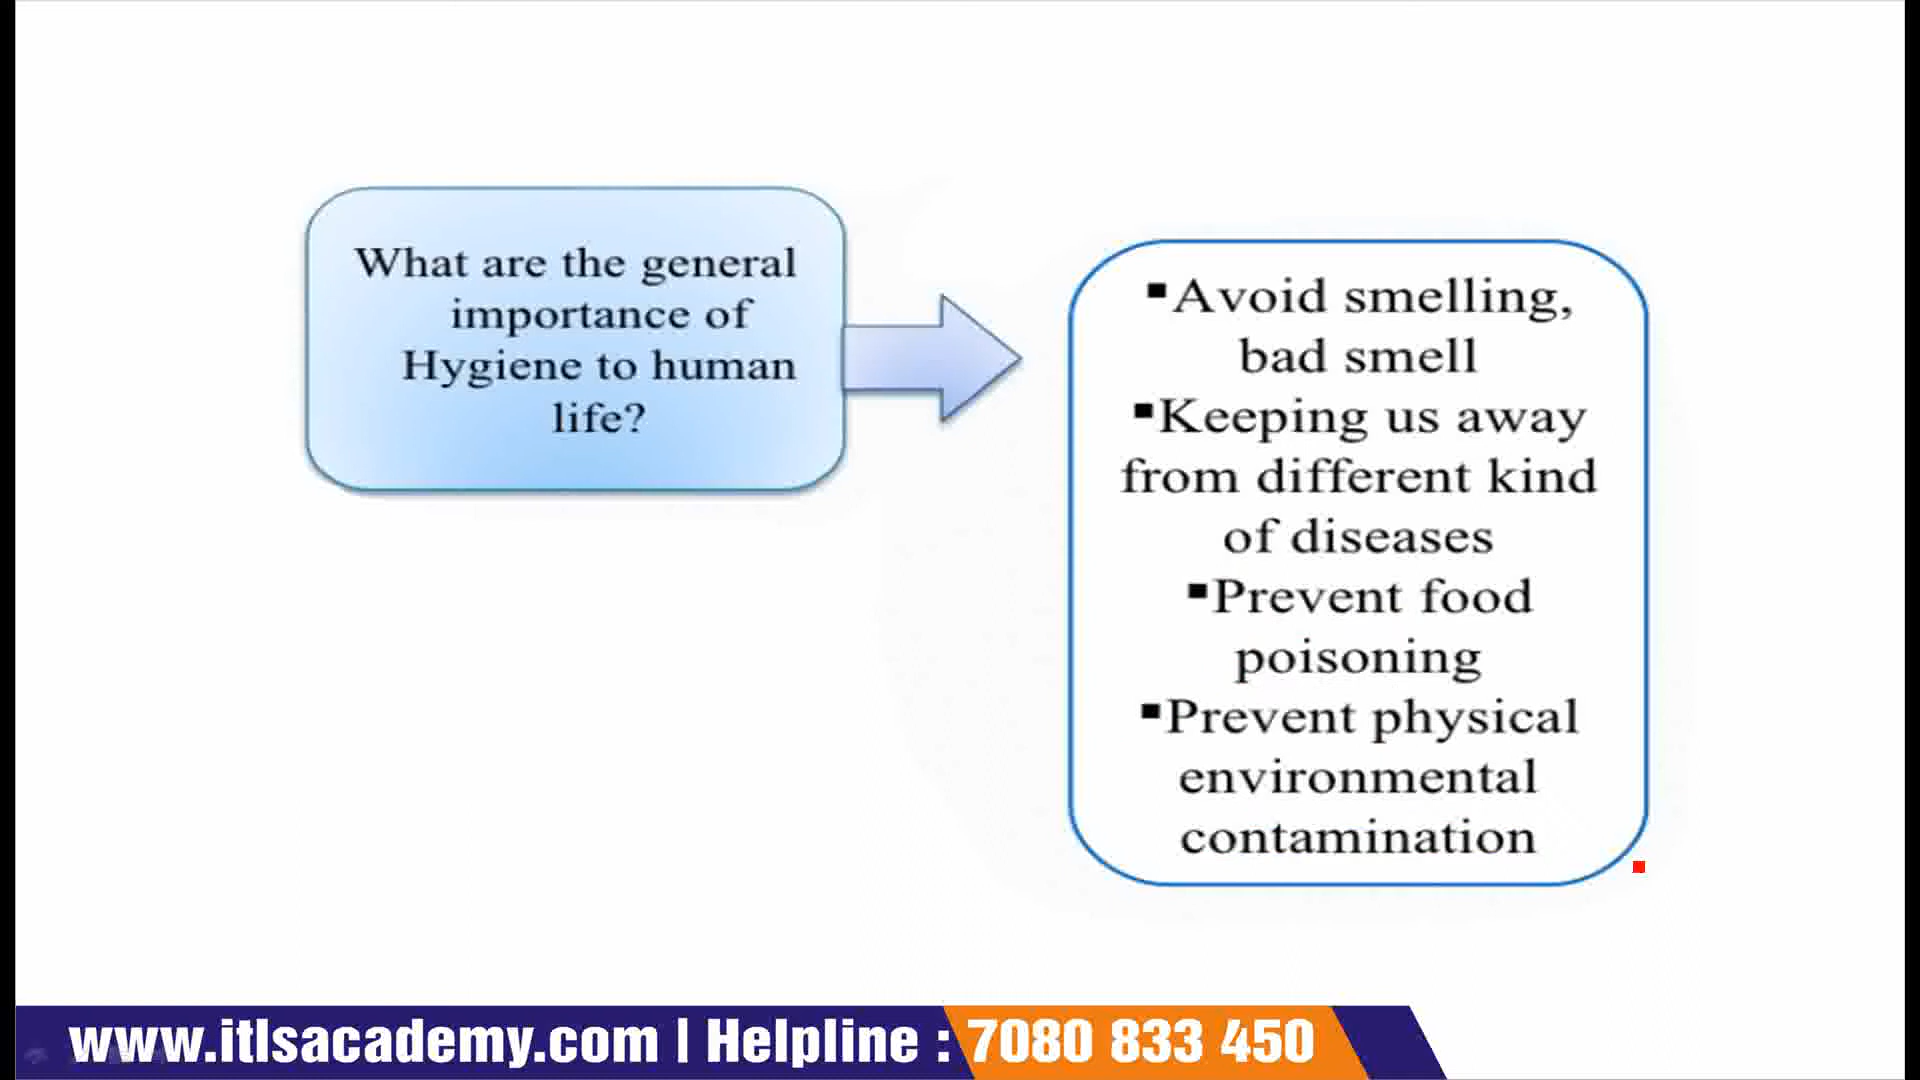 What are the general
importance of
Hygiene to human
life?
▪Avoid smelling,
bad smell
▪Keeping us away
from different kind
of diseases
▪Prevent food
poisoning
▪Prevent physical
environmental
contamination
www.itlsacademy.com | Helpline : 7080 833 450